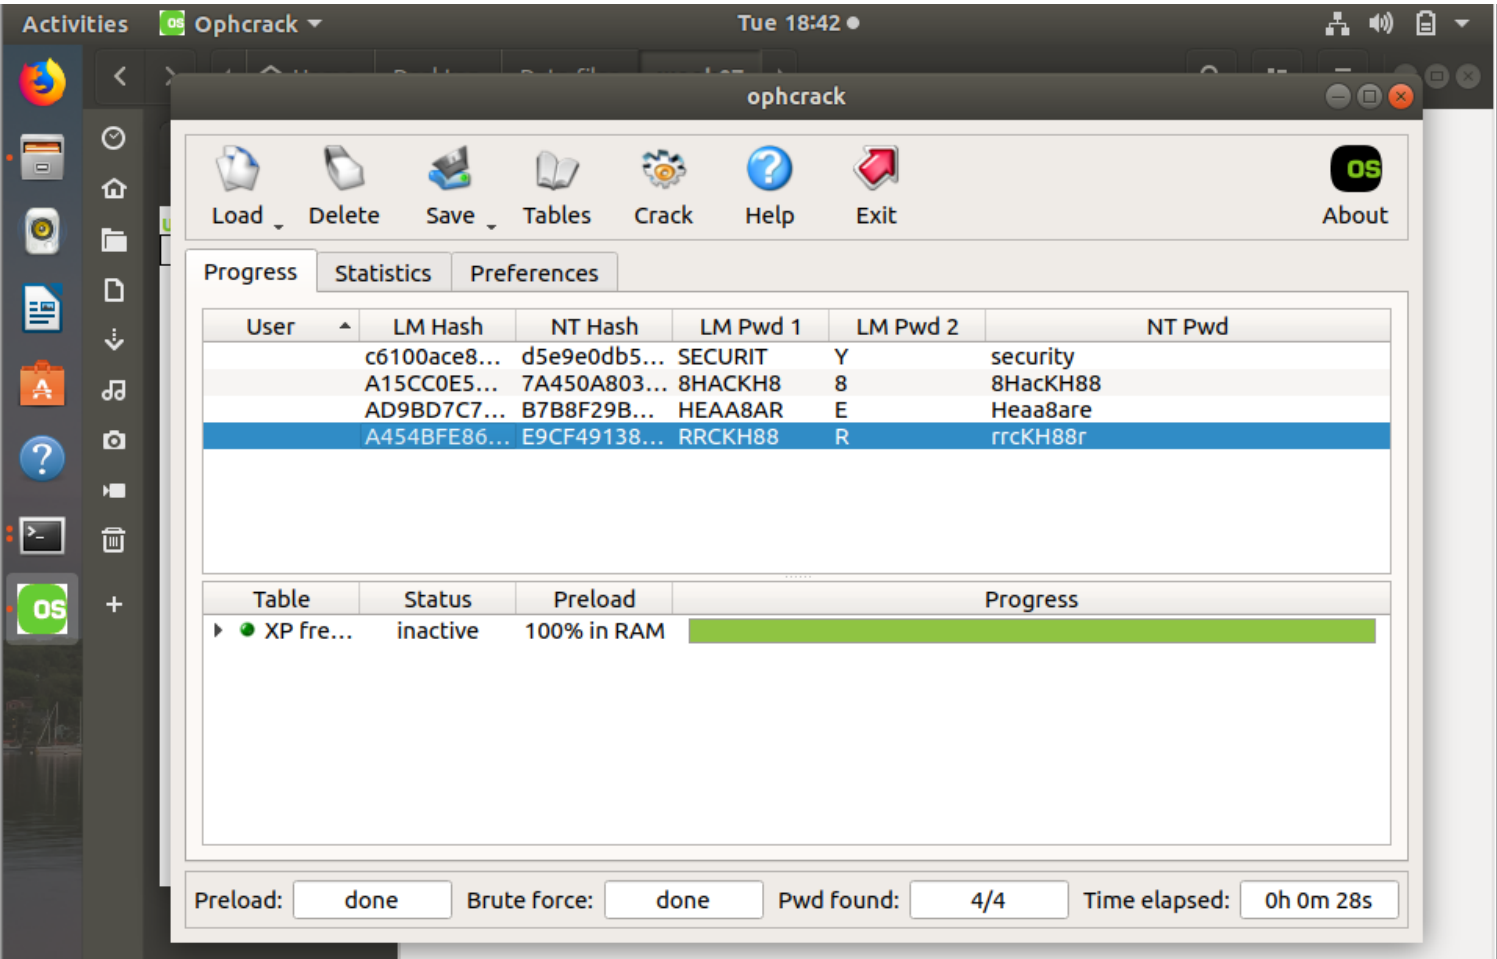 Activities Ophcrack Tue 18:42
ophcrack
Load Delete Save Tables Crack Help Exit OS About
Progress Statistics Preferences
User LM Hash NT Hash LM Pwd 1 LM Pwd 2 NT Pwd
c6100ace8... d5e9e0db5... SECURIT Y security
A15CC0E5... 7A450A803... 8HACKH8 8 8HacKH88
AD9BD7C7... B7B8F29B... HEAA8AR E Heaa8are
A454BFE86... E9CF49138... RRCKH88 R rrcKH88r
Table Status Preload Progress
XP fre... inactive 100% in RAM
OS
Preload: done Brute force: done Pwd found: 4/4 Time elapsed: 0h 0m 28s